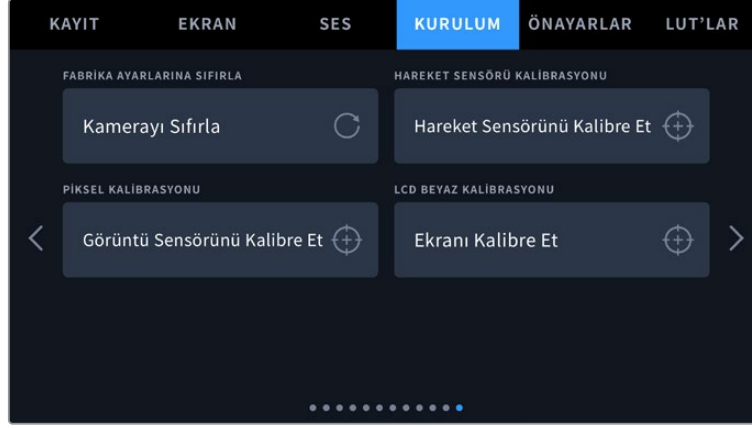 KAYIT EKRAN SES KURULUM ÖNAYARLAR LUT’LAR
FABRİKA AYARLARINA SIFIRLA
Kamerayı Sıfırla
HAREKET SENSÖRÜ KALİBRASYONU
Hareket Sensörünü Kalibre Et
PİKSEL KALİBRASYONU
Görüntü Sensörünü Kalibre Et
LCD BEYAZ KALİBRASYONU
Ekranı Kalibre Et